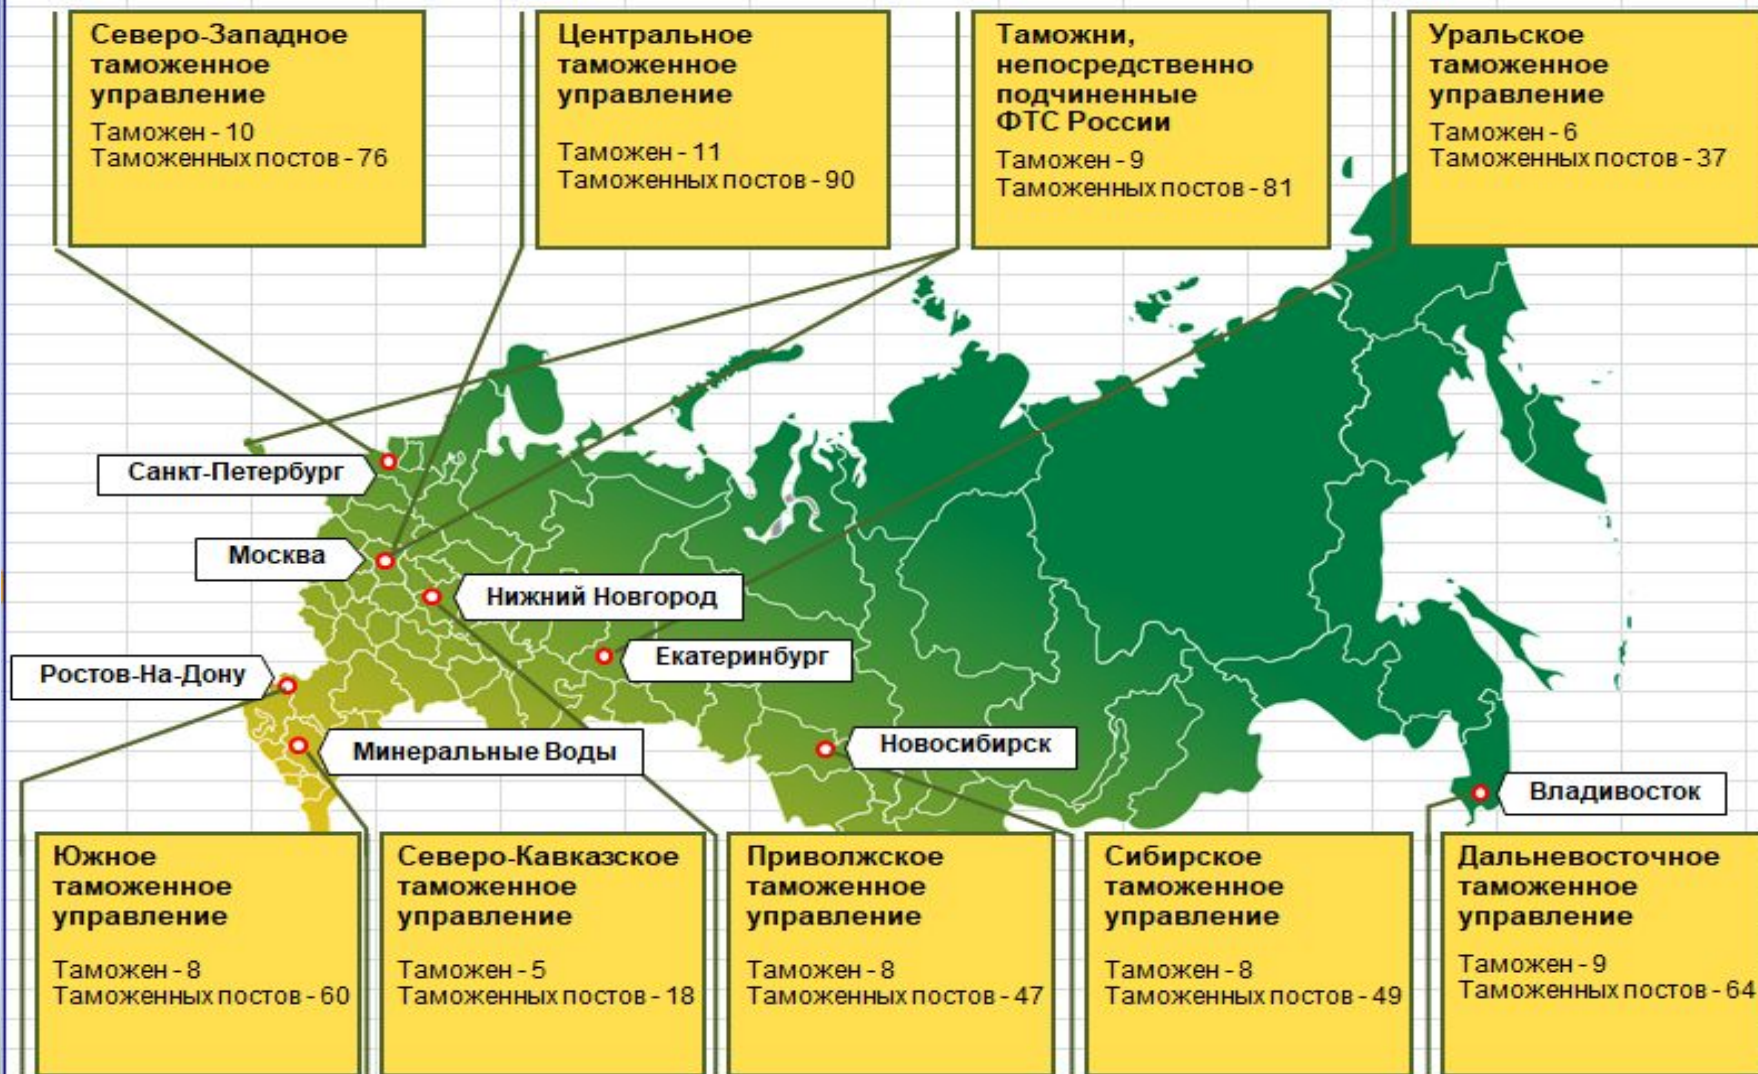 Северо-Западное
таможенное
управление
Таможен - 10
Таможенных постов - 76
Центральное
таможенное
управление
Таможен - 11
Таможенных постов - 90
Таможни,
непосредственно
подчиненные
ФТС России
Таможен - 9
Таможенных постов - 81
Уральское
таможенное
управление
Таможен - 6
Таможенных постов - 37
Санкт-Петербург
Москва
Нижний Новгород
Екатеринбург
Ростов-На-Дону
Минеральные Воды
Новосибирск
Владивосток
Южное
таможенное
управление
Таможен - 8
Таможенных постов - 60
Северо-Кавказское
таможенное
управление
Таможен - 5
Таможенных постов - 18
Приволжское
таможенное
управление
Таможен - 8
Таможенных постов - 47
Сибирское
таможенное
управление
Таможен - 8
Таможенных постов - 49
Дальневосточное
таможенное
управление
Таможен - 9
Таможенных постов - 64